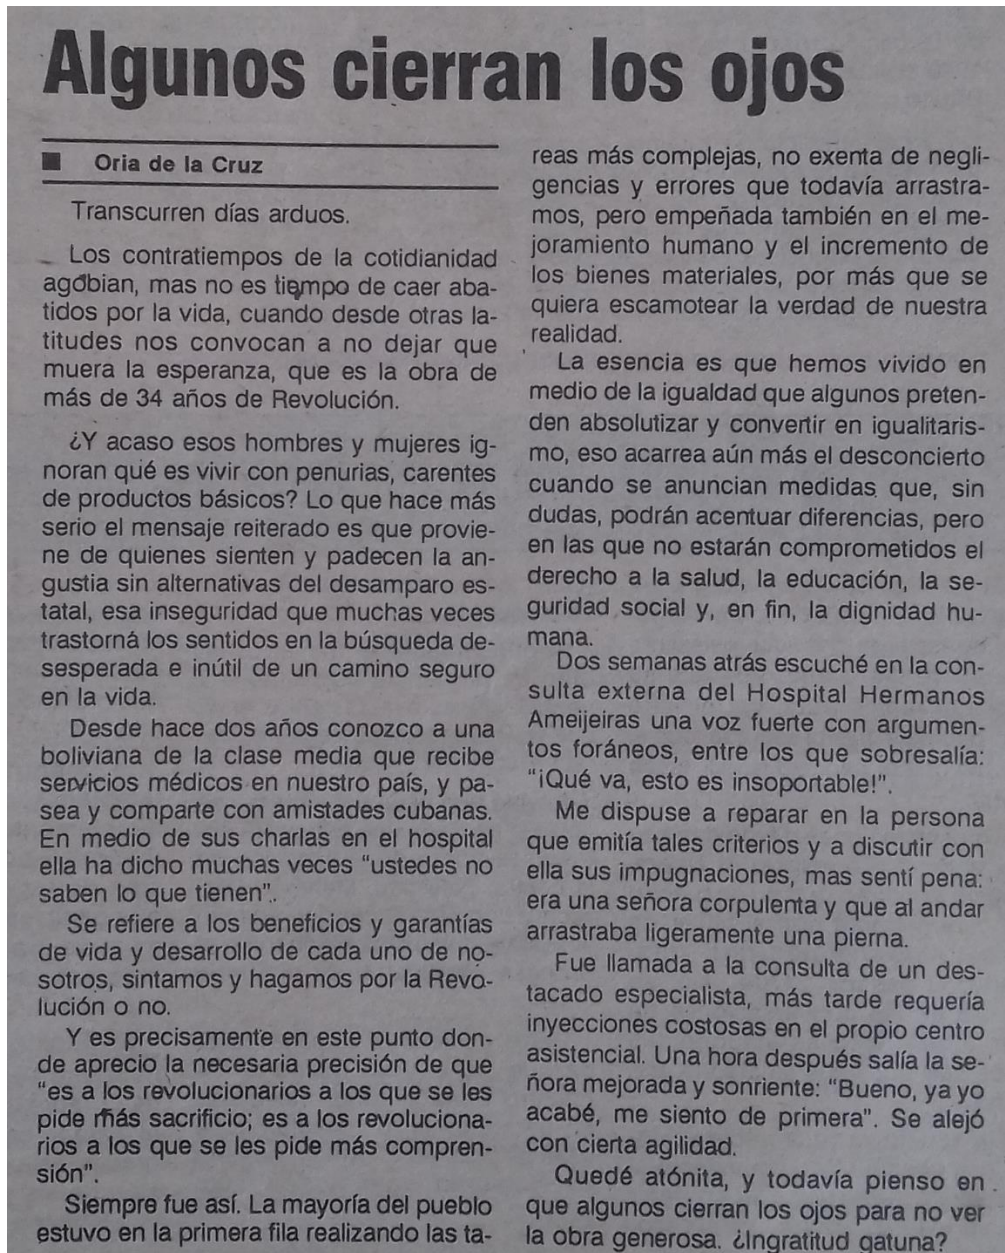 Algunos cierran los ojos
Oria de la Cruz
Transcurren días arduos.
Los contratiempos de la cotidianidad
agobian, mas no es tiempo de caer aba-
tidos por la vida, cuando desde otras la-
titudes nos convocan a no dejar que
muera la esperanza, que es la obra de
más de 34 años de Revolución.
¿Y acaso esos hombres y mujeres ig-
noran qué es vivir con penurias, carentes
de productos básicos? Lo que hace más
serio el mensaje reiterado es que provie-
ne de quienes sienten y padecen la an-
gustia sin alternativas del desamparo es-
tatal, esa inseguridad que muchas veces
trastorná los sentidos en la búsqueda de-
sesperada e inútil de un camino seguro
en la vida.
Desde hace dos años conozco a una
boliviana de la clase media que recibe
servicios médicos en nuestro país, y pa-
sea y comparte con amistades cubanas.
En medio de sus charlas en el hospital
ella ha dicho muchas veces “ustedes no
saben lo que tienen”.
Se refiere a los beneficios y garantías
de vida y desarrollo de cada uno de no-
sotros, sintamos y hagamos por la Revo-
lución o no.
Y es precisamente en este punto don-
de aprecio la necesaria precisión de que
“es a los revolucionarios a los que se les
pide más sacrificio; es a los revoluciona-
rios a los que se les pide más compren-
sión”.
Siempre fue así. La mayoría del pueblo
estuvo en la primera fila realizando las ta-
reas más complejas, no exenta de negli-
gencias y errores que todavía arrastra-
mos, pero empeñada también en el me-
joramiento humano y el incremento de
los bienes materiales, por más que se
quiera escamotear la verdad de nuestra
realidad.
La esencia es que hemos vivido en
medio de la igualdad que algunos preten-
den absolutizar y convertir en igualitaris-
mo, eso acarrea aún más el desconcierto
cuando se anuncian medidas que, sin
dudas, podrán acentuar diferencias, pero
en las que no estarán comprometidos el
derecho a la salud, la educación, la se-
guridad social y, en fin, la dignidad hu-
mana.
Dos semanas atrás escuché en la con-
sulta externa del Hospital Hermanos
Ameijeiras una voz fuerte con argumen-
tos foráneos, entre los que sobresalía:
“¡Qué va, esto es insoportable!”.
Me dispuse a reparar en la persona
que emitía tales criterios y a discutir con
ella sus impugnaciones, mas sentí pena:
era una señora corpulenta y que al andar
arrastraba ligeramente una pierna.
Fue llamada a la consulta de un des-
tacado especialista, más tarde requería
inyecciones costosas en el propio centro
asistencial. Una hora después salía la se-
ñora mejorada y sonriente: “Bueno, ya yo
acabé, me siento de primera”. Se alejó
con cierta agilidad.
Quedé atónita, y todavía pienso en
que algunos cierran los ojos para no ver
la obra generosa. ¿Ingratitud gatuna?